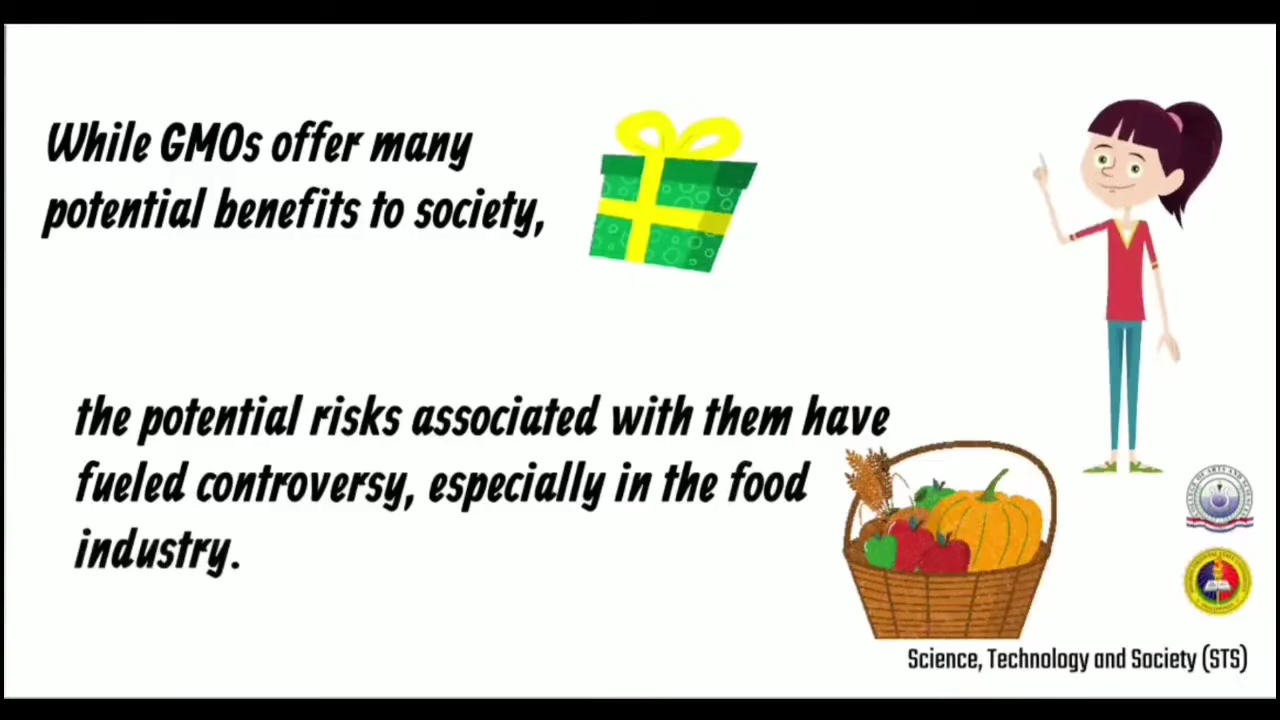 While GMOs offer many
potential benefits to society,
the potential risks associated with them have
fueled controversy, especially in the food
industry.
Science, Technology and Society (STS)